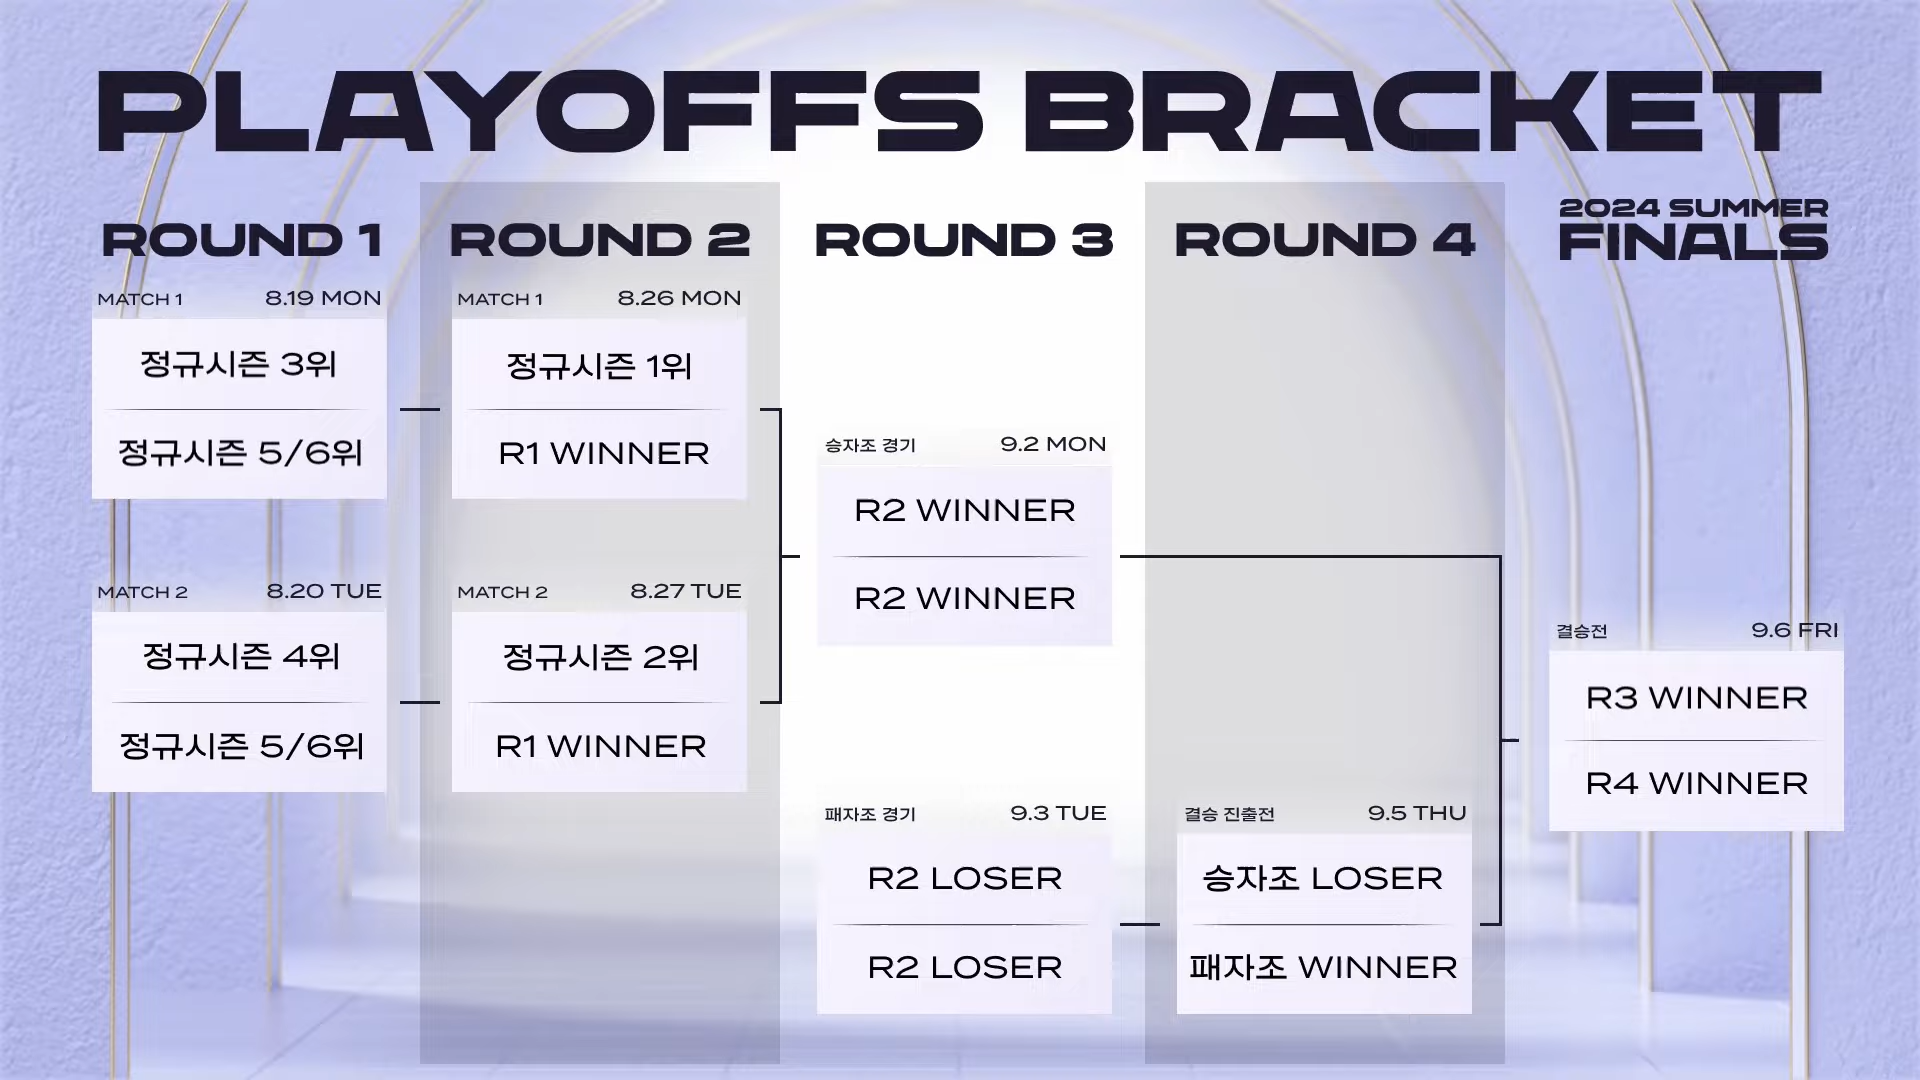 PLAYOFFS BRACKET
ROUND 1
MATCH 1 8.19 MON
정규시즌 3위
정규시즌 5/6위
MATCH 2 8.20 TUE
정규시즌 4위
정규시즌 5/6위
ROUND 2
MATCH 1 8.26 MON
정규시즌 1위
R1 WINNER
MATCH 2 8.27 TUE
정규시즌 2위
R1 WINNER
ROUND 3
승자조 경기 9.2 MON
R2 WINNER
R2 WINNER
패자조 경기 9.3 TUE
R2 LOSER
R2 LOSER
ROUND 4
결승 진출전 9.5 THU
승자조 LOSER
패자조 WINNER
2024 SUMMER
FINALS
결승전 9.6 FRI
R3 WINNER
R4 WINNER